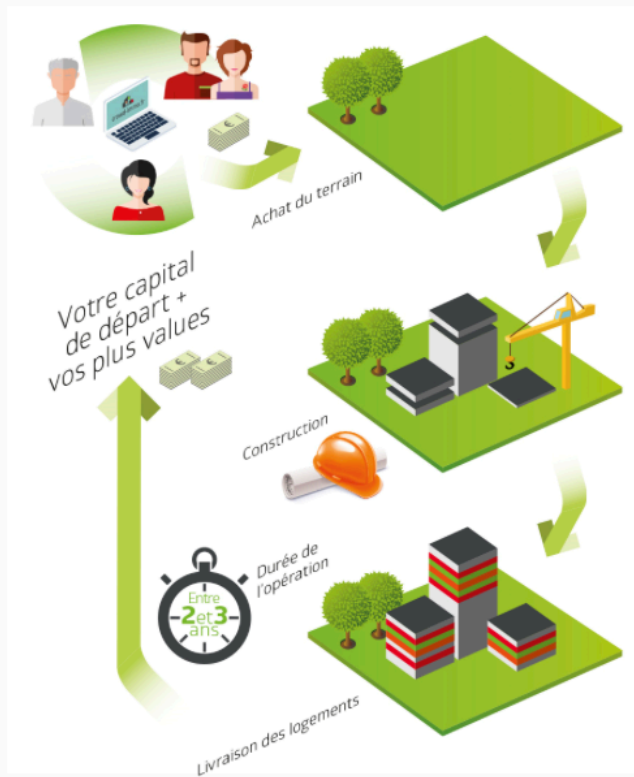 Achat du terrain
Votre capital
de départ +
vos plus values
Construction
Durée de
l'opération
Entre
2 et 3
ans
Livraison des logements